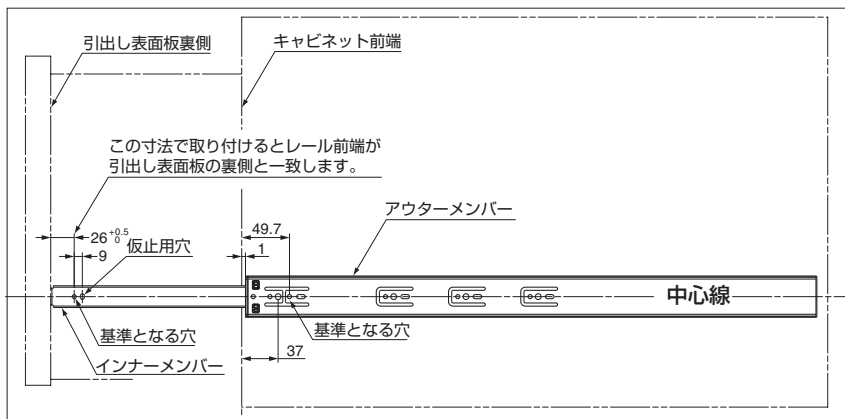 引出し表面板裏側
キャビネット前端
この寸法で取り付けるとレール前端が
引出し表面板の裏側と一致します。
アウターメンバー
26 +0.5 0
49.7
9
仮止用穴
1
中心線
基準となる穴
基準となる穴
インナーメンバー
37